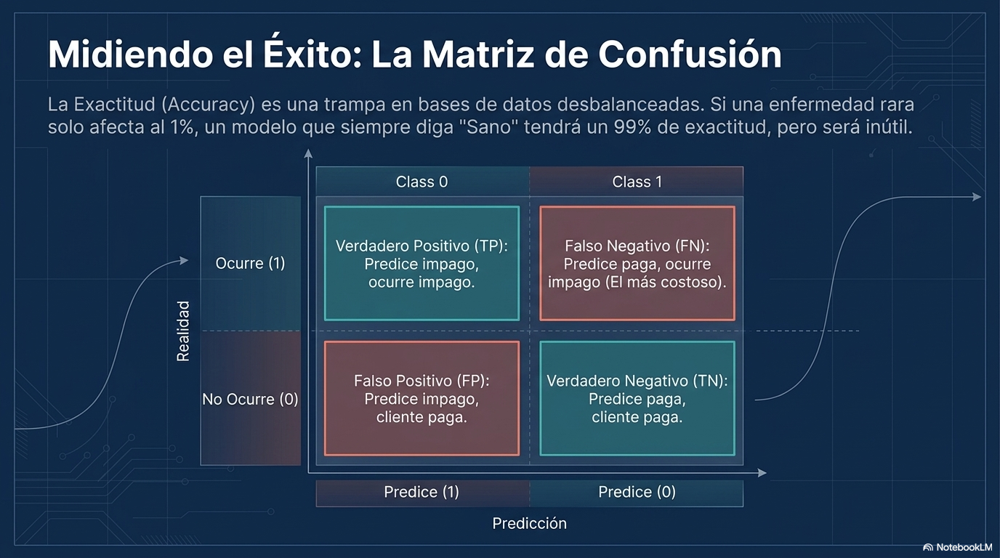 Midiendo el Éxito: La Matriz de Confusión
La Exactitud (Accuracy) es una trampa en bases de datos desbalanceadas. Si una enfermedad rara
solo afecta al 1%, un modelo que siempre diga "Sano" tendrá un 99% de exactitud, pero será inútil.
Class 0
Class 1
Realidad
Ocurre (1)
Verdadero Positivo (TP):
Predice impago,
ocurre impago.
Falso Negativo (FN):
Predice paga, ocurre
impago (El más costoso).
No Ocurre (0)
Falso Positivo (FP):
Predice impago,
cliente paga.
Verdadero Negativo (TN):
Predice paga,
cliente paga.
Predice (1)
Predice (0)
Predicción
NotebookLM